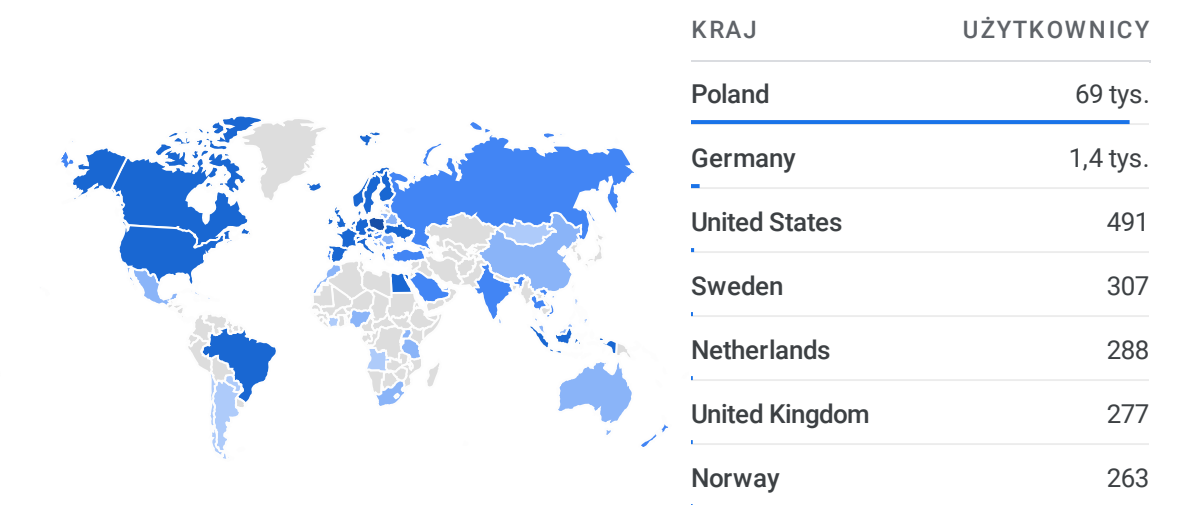 KRAJ UŻYTKOWNICY
Poland 69 tys.
Germany 1,4 tys.
United States 491
Sweden 307
Netherlands 288
United Kingdom 277
Norway 263